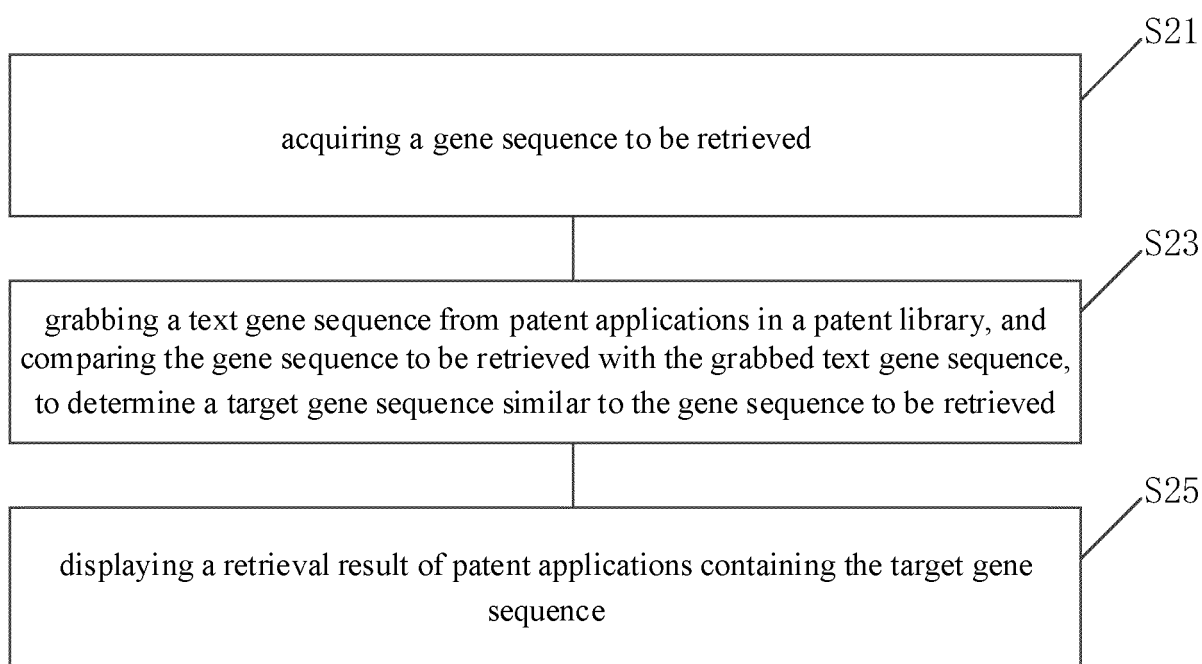 S21
acquiring a gene sequence to be retrieved
S23
grabbing a text gene sequence from patent applications in a patent library, and
comparing the gene sequence to be retrieved with the grabbed text gene sequence,
to determine a target gene sequence similar to the gene sequence to be retrieved
S25
displaying a retrieval result of patent applications containing the target gene
sequence